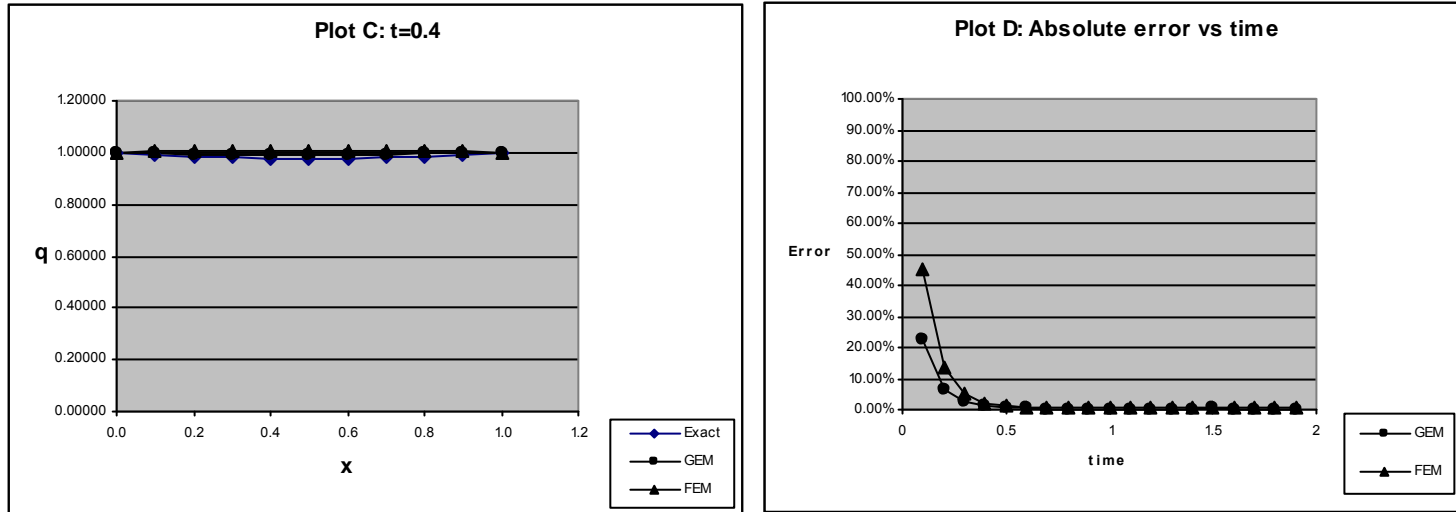 Plot C: t=0.4
1.20000
1.00000
0.80000
q
0.60000
0.40000
0.20000
0.00000
0.0 0.2 0.4 0.6 0.8 1.0 1.2
x
Exact
GEM
FEM
Plot D: Absolute error vs time
100.00%
90.00%
80.00%
70.00%
60.00%
Error
50.00%
40.00%
30.00%
20.00%
10.00%
0.00%
0 0.5 1 1.5 2
time
GEM
FEM